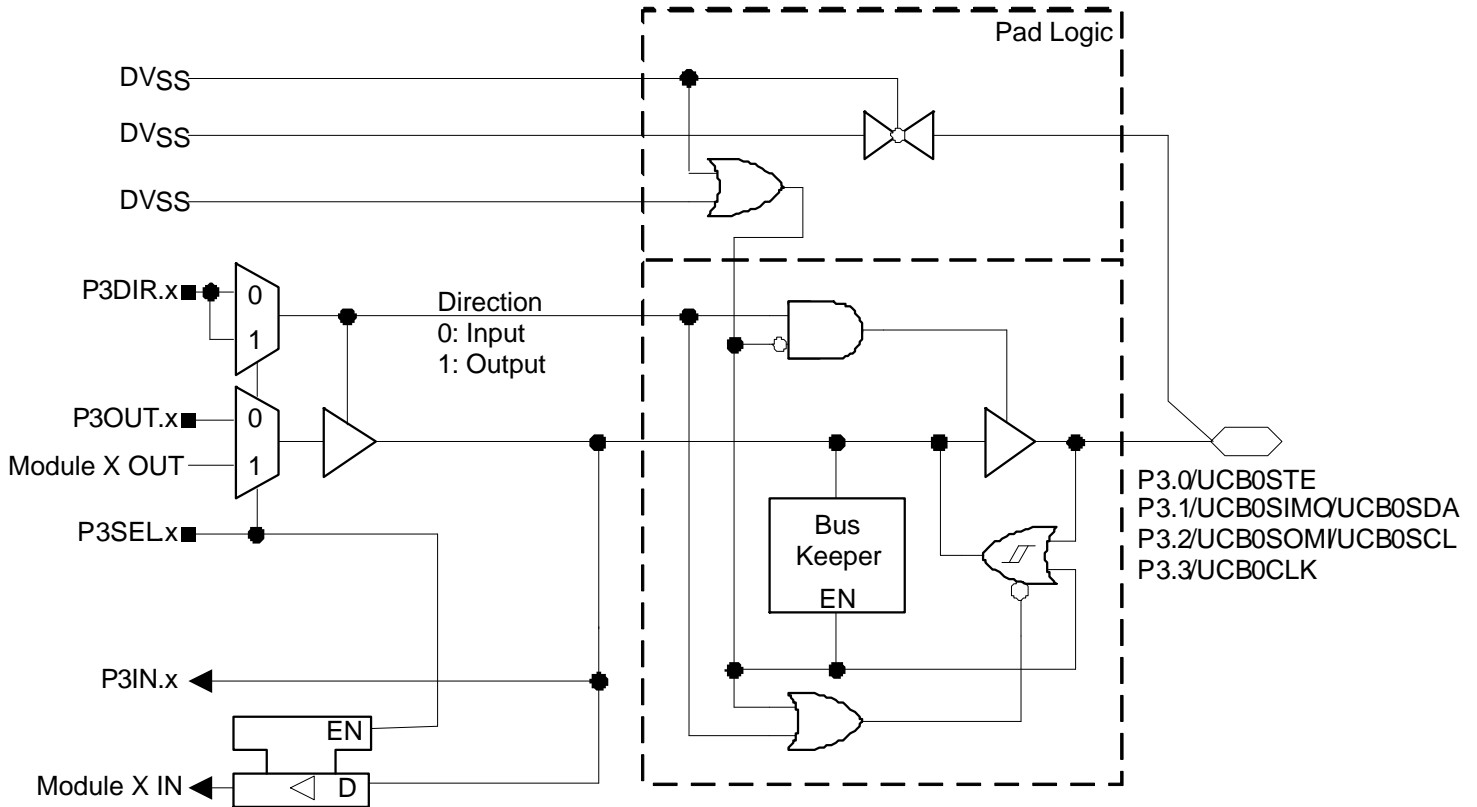 Pad Logic
DVSS
DVSS
DVSS
P3DIR.x
0
1
Direction
0: Input
1: Output
P3OUT.x
0
Module X OUT
1
P3SEL.x
Bus
Keeper
EN
P3.0/UCB0STE
P3.1/UCB0SIMO/UCB0SDA
P3.2/UCB0SOMI/UCB0SCL
P3.3/UCB0CLK
P3IN.x
EN
Module X IN
D